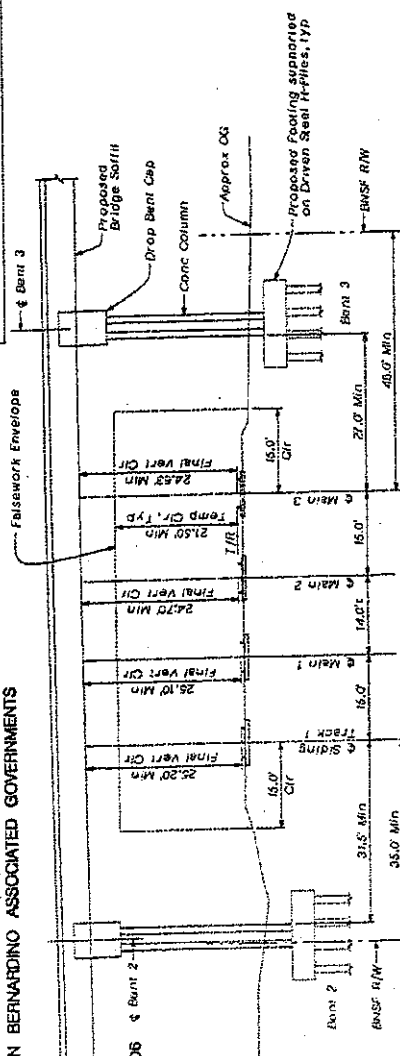 N BERNARDINO ASSOCIATED GOVERNMENTS
Falsework Envelope
₵ Bent 3
Proposed
Bridge Soffit
Drop Bent Cap
Conc Column
Approx OG
Proposed Footing supported
on Driven Steel H-Piles, typ
BNSF R/W
06
₵ Bent 2
25.20' Min
Final Vert Clr
25.10' Min
Final Vert Clr
24.70' Min
Final Vert Clr
21.50' Min
Temp Clr, Typ
24.53' Min
Final Vert Clr
T/R
15.0'
Clr
15.0'
Clr
₵ Siding
Track 1
₵ Main 1
₵ Main 2
₵ Main 3
Bent 2
BNSF R/W
31.5' Min
14.0'±
15.0'
27.0' Min
Bent 3
35.0' Min
48.0' Min